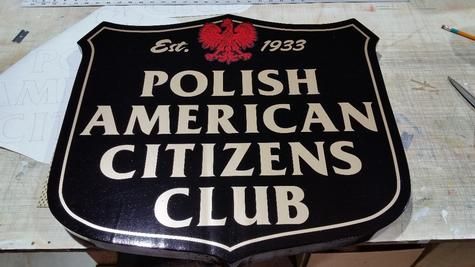 Est. 1933
POLISH
AMERICAN
CITIZENS
CLUB